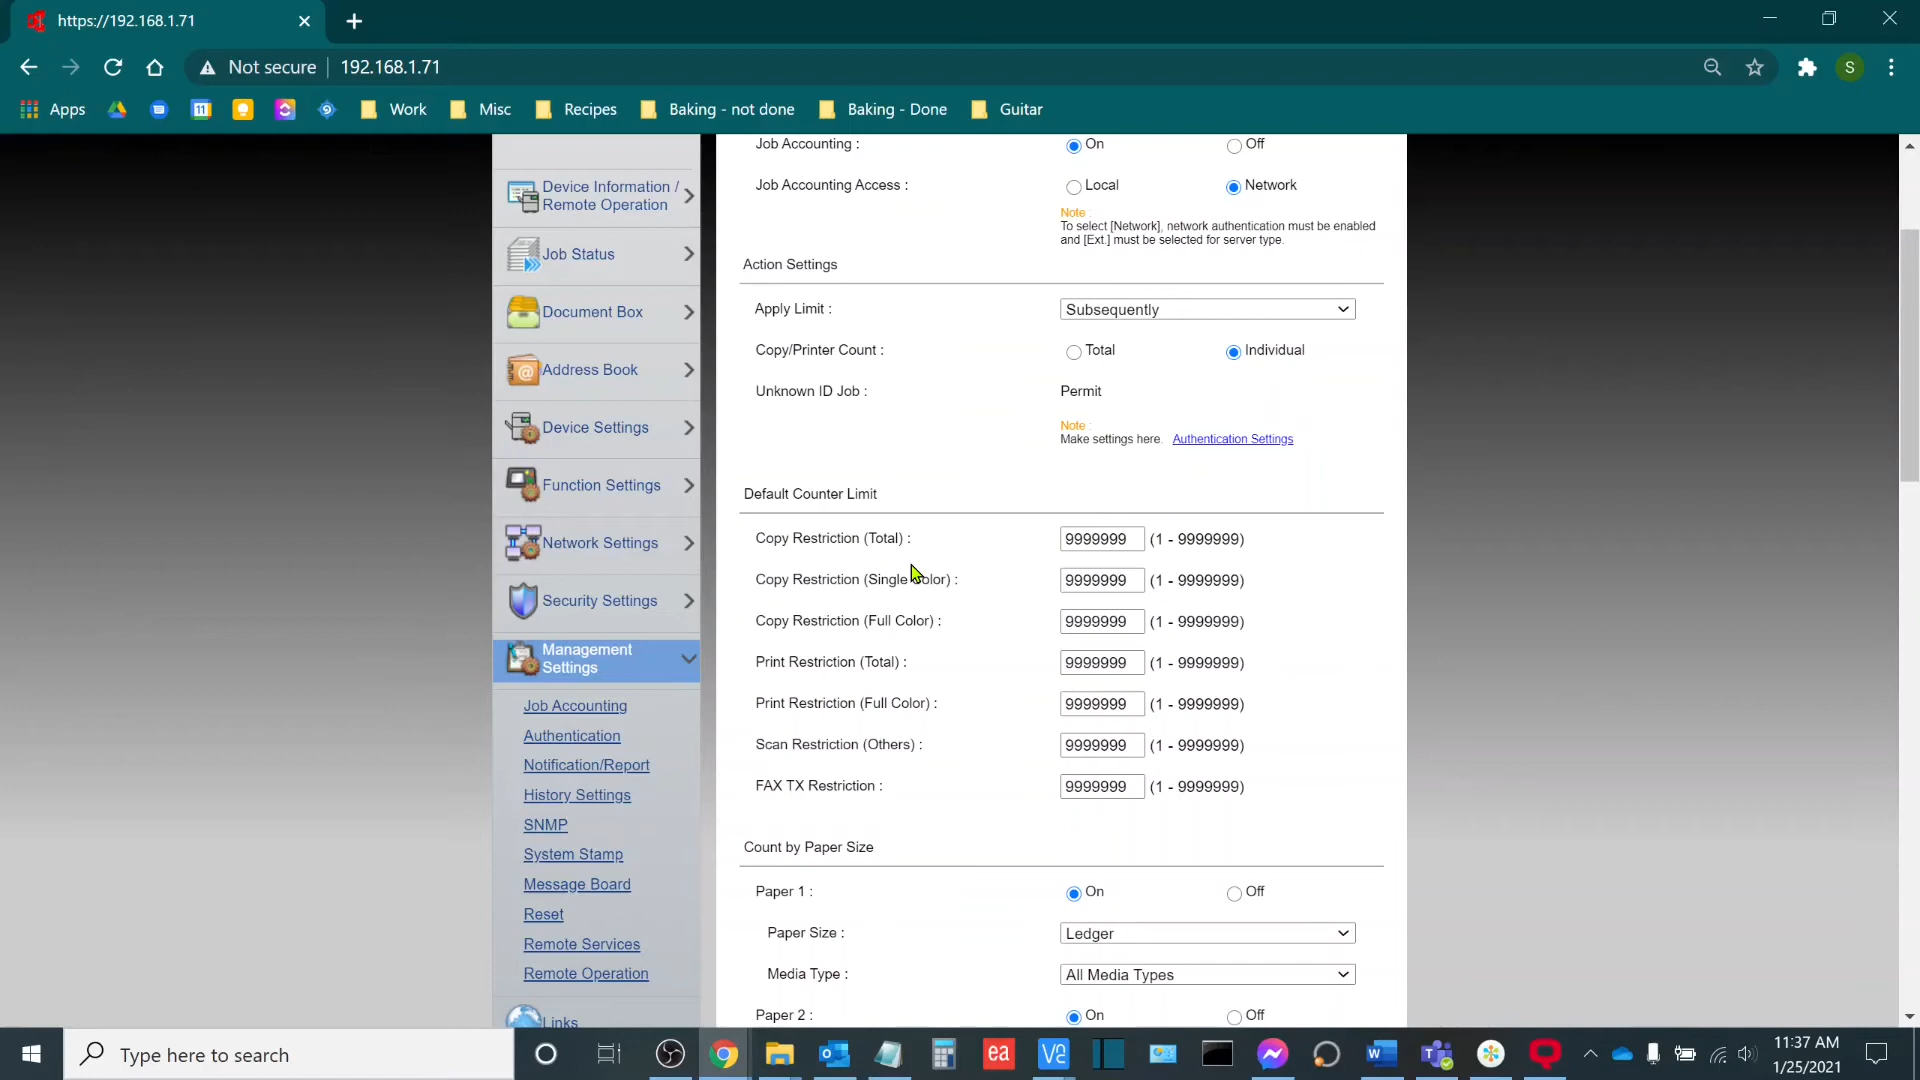 https://192.168.1.71
Not secure
192.168.1.71
S
Apps
11
Work
Misc
Recipes
Baking - not done
Baking - Done
Guitar
Device Information /
Remote Operation
Job Status
Document Box
Address Book
Device Settings
Function Settings
Network Settings
Security Settings
Management
Settings
Job Accounting
Authentication
Notification/Report
History Settings
SNMP
System Stamp
Message Board
Reset
Remote Services
Remote Operation
Links
Job Accounting : On Off
Job Accounting Access : Local Network
Note :
To select [Network], network authentication must be enabled
and [Ext.] must be selected for server type.
Action Settings
Apply Limit : Subsequently
Copy/Printer Count : Total Individual
Unknown ID Job : Permit
Note :
Make settings here. Authentication Settings
Default Counter Limit
Copy Restriction (Total) : 9999999 (1 - 9999999)
Copy Restriction (Single Color) : 9999999 (1 - 9999999)
Copy Restriction (Full Color) : 9999999 (1 - 9999999)
Print Restriction (Total) : 9999999 (1 - 9999999)
Print Restriction (Full Color) : 9999999 (1 - 9999999)
Scan Restriction (Others) : 9999999 (1 - 9999999)
FAX TX Restriction : 9999999 (1 - 9999999)
Count by Paper Size
Paper 1 : On Off
Paper Size : Ledger
Media Type : All Media Types
Paper 2 : On Off
Type here to search
ea
11:37 AM
1/25/2021